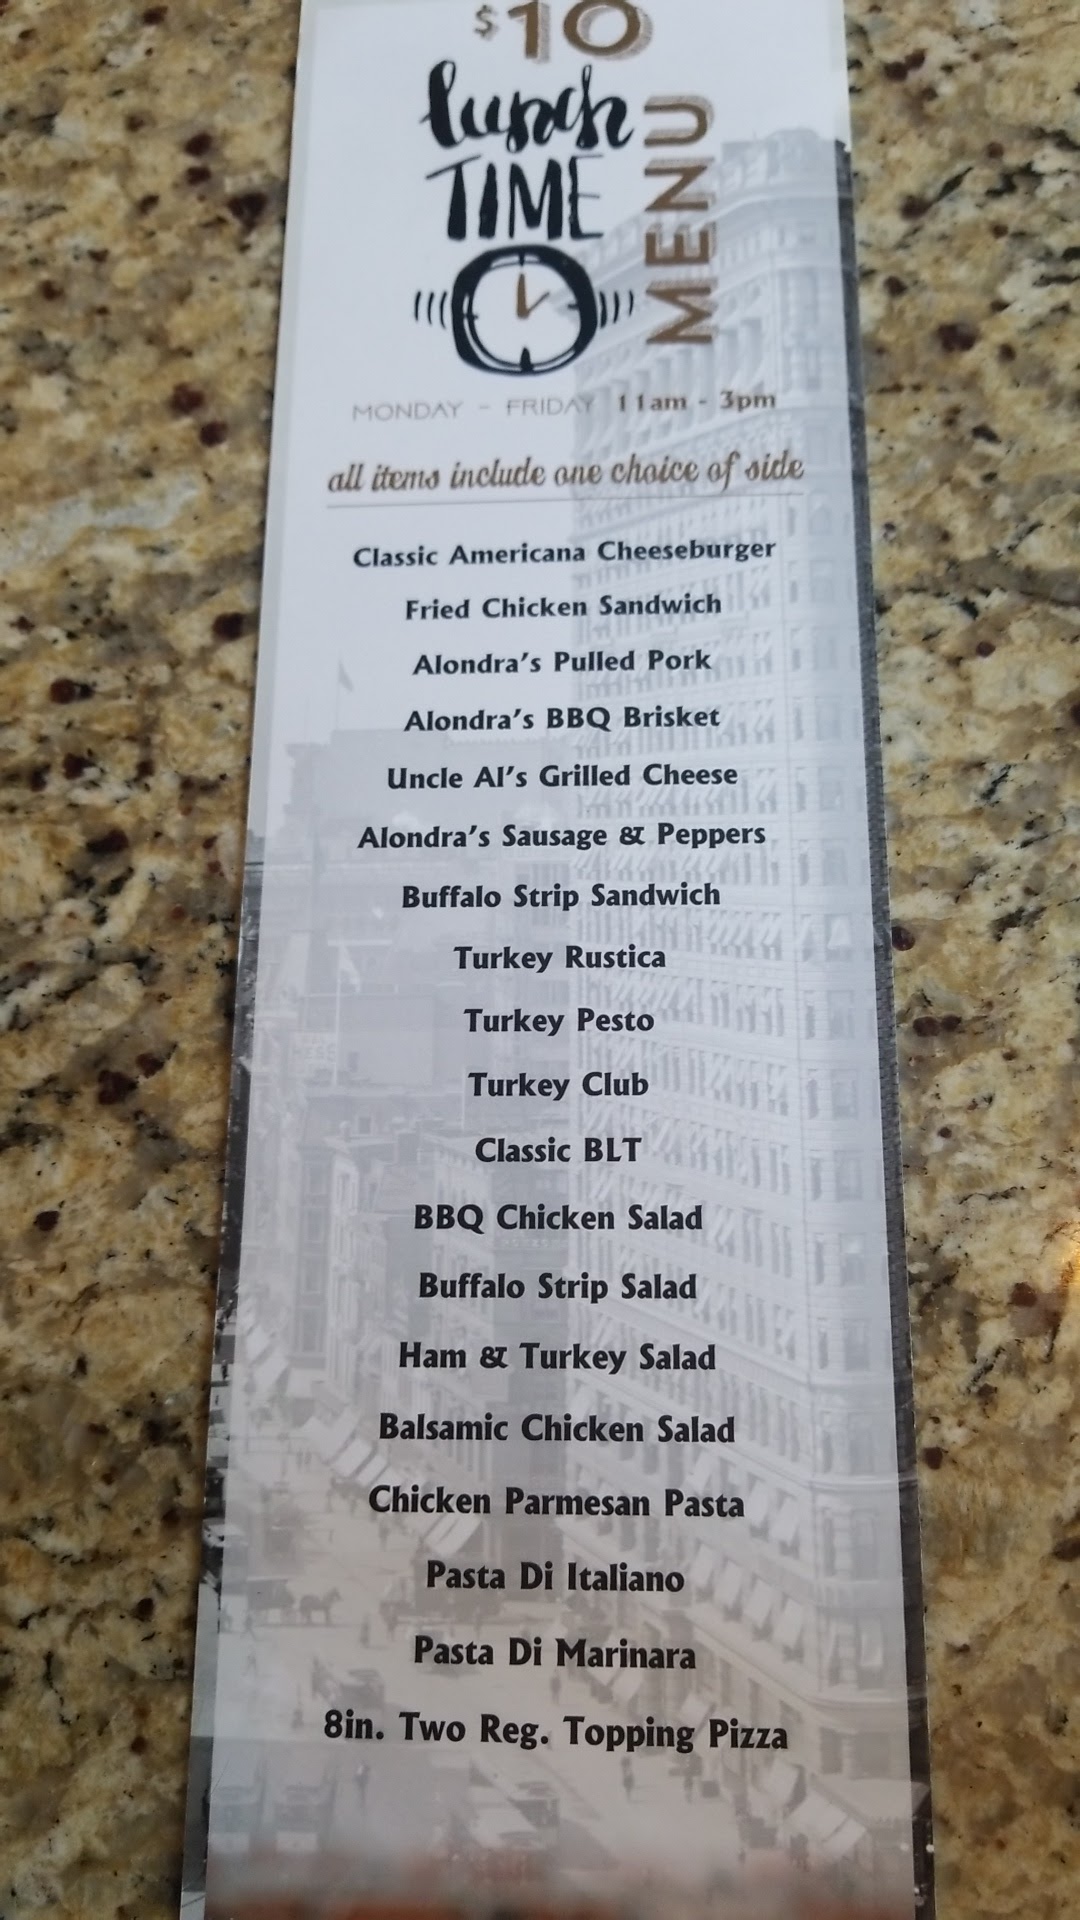 $10
lunch
TIME
MENU
MONDAY - FRIDAY 11am - 3pm
all items include one choice of side
Classic Americana Cheeseburger
Fried Chicken Sandwich
Alondra's Pulled Pork
Alondra's BBQ Brisket
Uncle Al's Grilled Cheese
Alondra's Sausage & Peppers
Buffalo Strip Sandwich
Turkey Rustica
Turkey Pesto
Turkey Club
Classic BLT
BBQ Chicken Salad
Buffalo Strip Salad
Ham & Turkey Salad
Balsamic Chicken Salad
Chicken Parmesan Pasta
Pasta Di Italiano
Pasta Di Marinara
8in. Two Reg. Topping Pizza